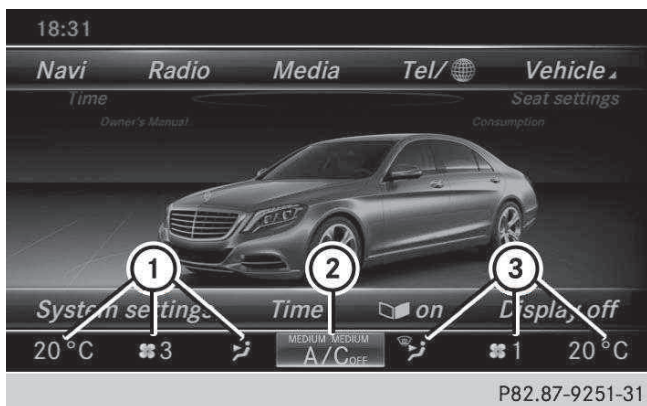 18:31
Navi Radio Media Tel/ Vehicle
Time Seat settings
Owner's Manual Consumption
1 2 3
System settings Time on Display off
20 °C 3 MEDIUM MEDIUM A/C OFF 1 20 °C
P82.87-9251-31